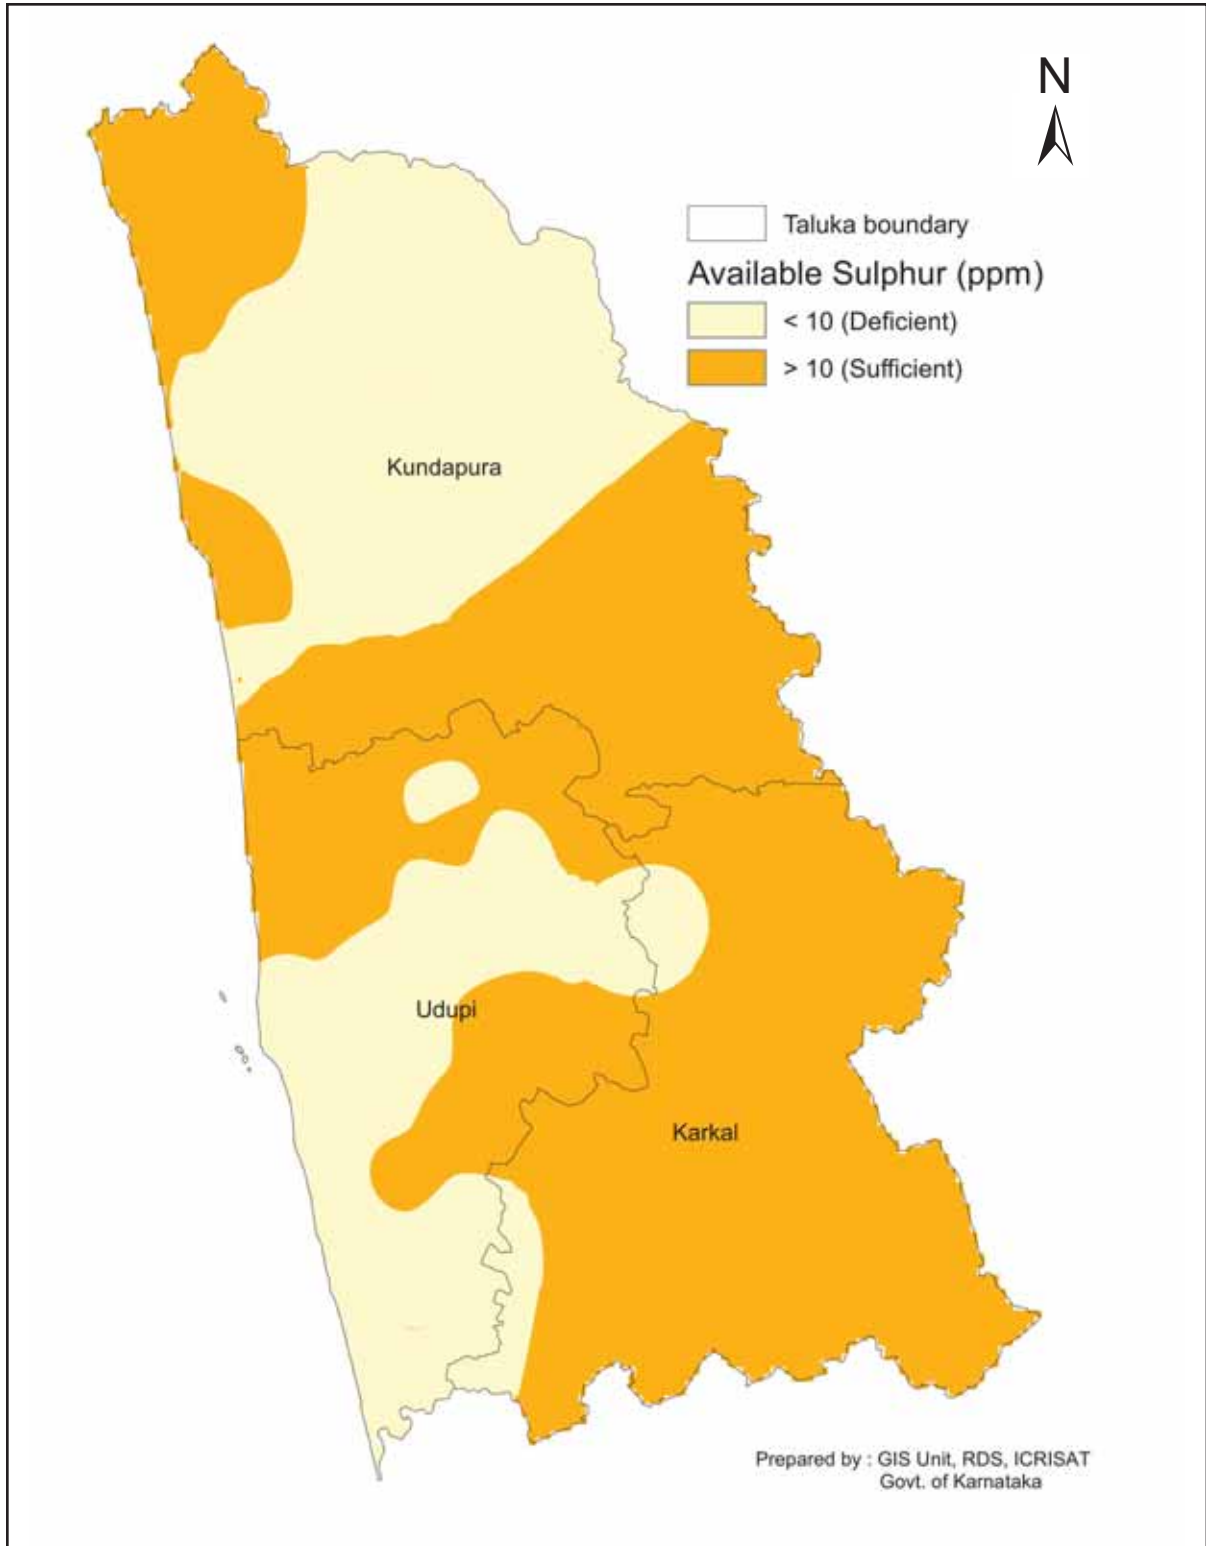 N
Taluka boundary
Available Sulphur (ppm)
< 10 (Deficient)
> 10 (Sufficient)
Kundapura
Udupi
Karkal
Prepared by : GIS Unit, RDS, ICRISAT
Govt. of Karnataka